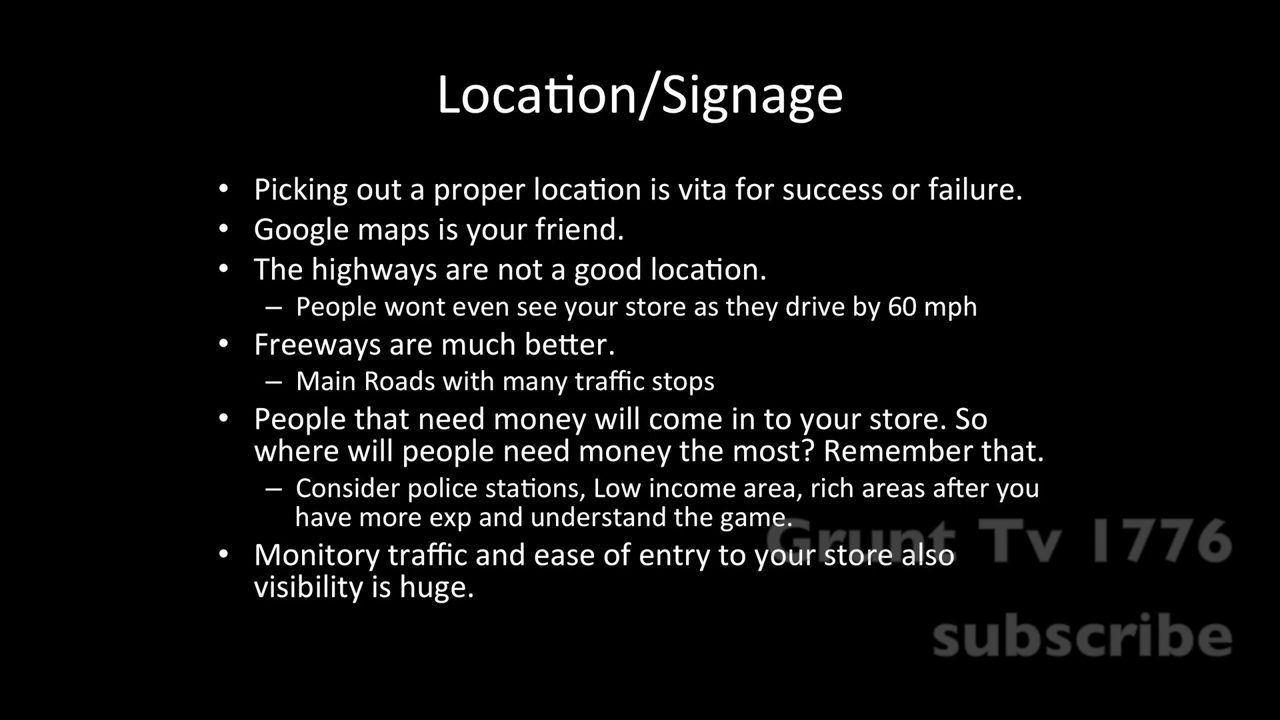 Location/Signage
• Picking out a proper location is vita for success or failure.
• Google maps is your friend.
• The highways are not a good location.
– People wont even see your store as they drive by 60 mph
• Freeways are much better.
– Main Roads with many traffic stops
• People that need money will come in to your store. So
where will people need money the most? Remember that.
– Consider police stations, Low income area, rich areas after you
have more exp and understand the game.
• Monitory traffic and ease of entry to your store also
visibility is huge.
Grunt Tv 1776
subscribe